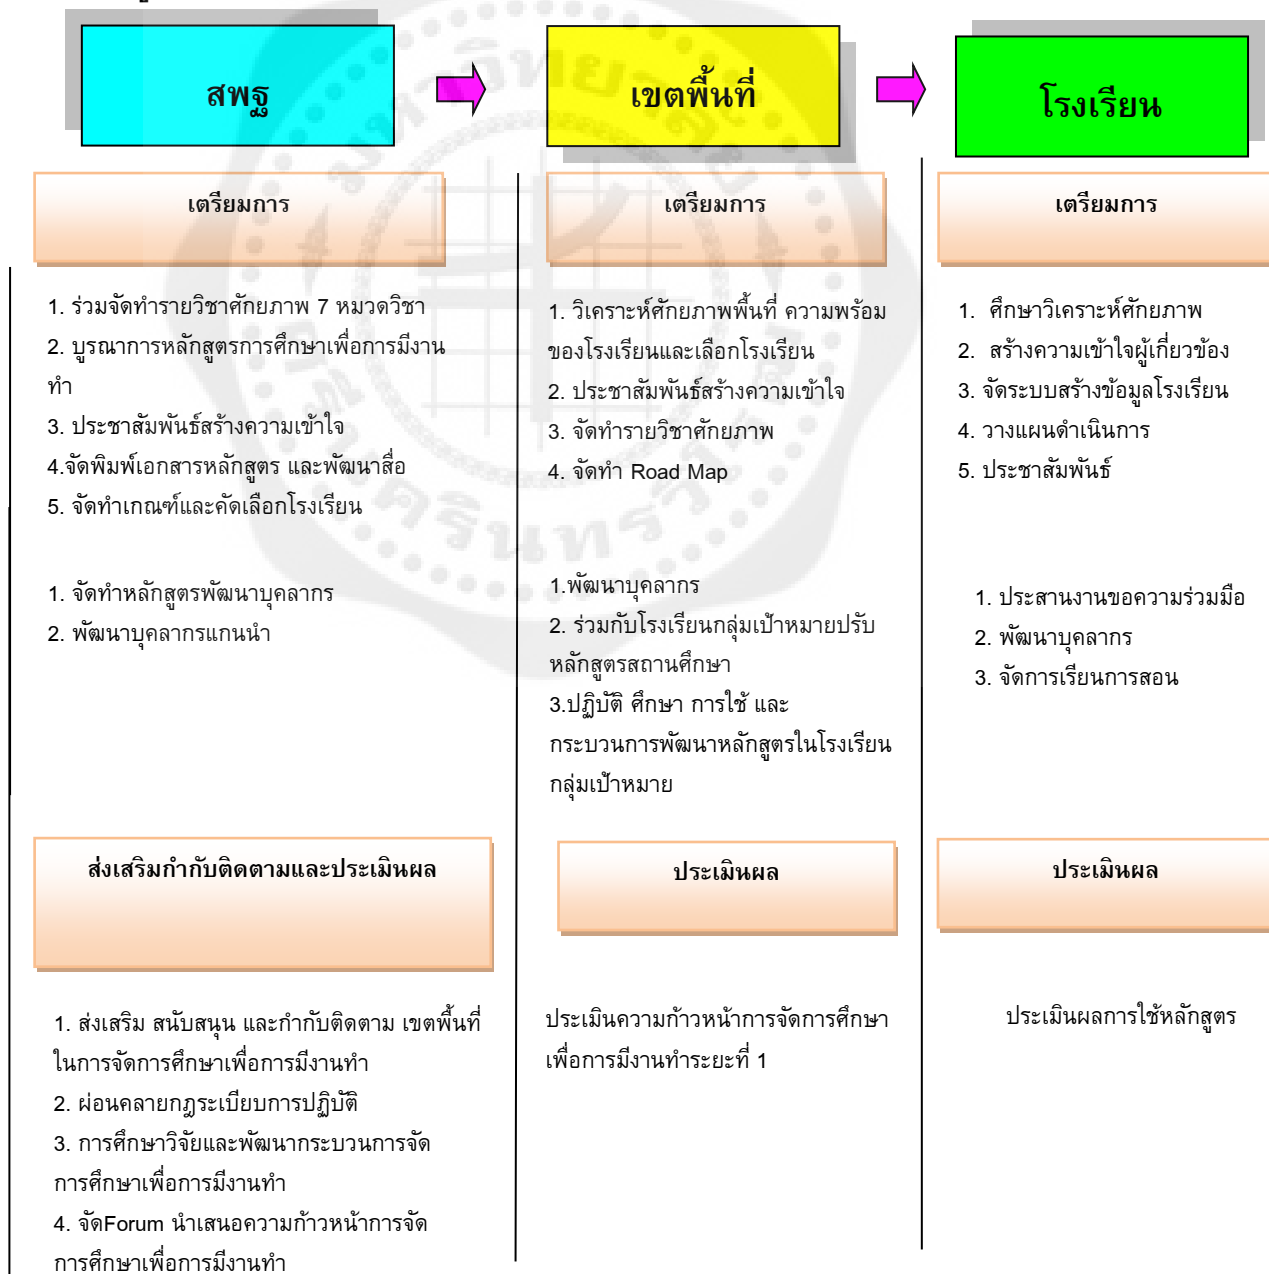 สพฐ
เขตพื้นที่
โรงเรียน
เตรียมการ
1. ร่วมจัดทำรายวิชาศักยภาพ 7 หมวดวิชา
2. บูรณาการหลักสูตรการศึกษาเพื่อการมีงาน
ทำ
3. ประชาสัมพันธ์สร้างความเข้าใจ
4.จัดพิมพ์เอกสารหลักสูตร และพัฒนาสื่อ
5. จัดทำเกณฑ์และคัดเลือกโรงเรียน
1. จัดทำหลักสูตรพัฒนาบุคลากร
2. พัฒนาบุคลากรแกนนำ
ส่งเสริมกำกับติดตามและประเมินผล
1. ส่งเสริม สนับสนุน และกำกับติดตาม เขตพื้นที่
ในการจัดการศึกษาเพื่อการมีงานทำ
2. ผ่อนคลายกฎระเบียบการปฏิบัติ
3. การศึกษาวิจัยและพัฒนากระบวนการจัด
การศึกษาเพื่อการมีงานทำ
4. จัดForum นำเสนอความก้าวหน้าการจัด
การศึกษาเพื่อการมีงานทำ
เตรียมการ
1. วิเคราะห์ศักยภาพพื้นที่ ความพร้อม
ของโรงเรียนและเลือกโรงเรียน
2. ประชาสัมพันธ์สร้างความเข้าใจ
3. จัดทำรายวิชาศักยภาพ
4. จัดทำ Road Map
1.พัฒนาบุคลากร
2. ร่วมกับโรงเรียนกลุ่มเป้าหมายปรับ
หลักสูตรสถานศึกษา
3.ปฏิบัติ ศึกษา การใช้ และ
กระบวนการพัฒนาหลักสูตรในโรงเรียน
กลุ่มเป้าหมาย
ประเมินผล
ประเมินความก้าวหน้าการจัดการศึกษา
เพื่อการมีงานทำระยะที่ 1
เตรียมการ
1. ศึกษาวิเคราะห์ศักยภาพ
2. สร้างความเข้าใจผู้เกี่ยวข้อง
3. จัดระบบสร้างข้อมูลโรงเรียน
4. วางแผนดำเนินการ
5. ประชาสัมพันธ์
1. ประสานงานขอความร่วมมือ
2. พัฒนาบุคลากร
3. จัดการเรียนการสอน
ประเมินผล
ประเมินผลการใช้หลักสูตร
มหาวิทยาลัย
ศรีนครินทรวิโรฒ